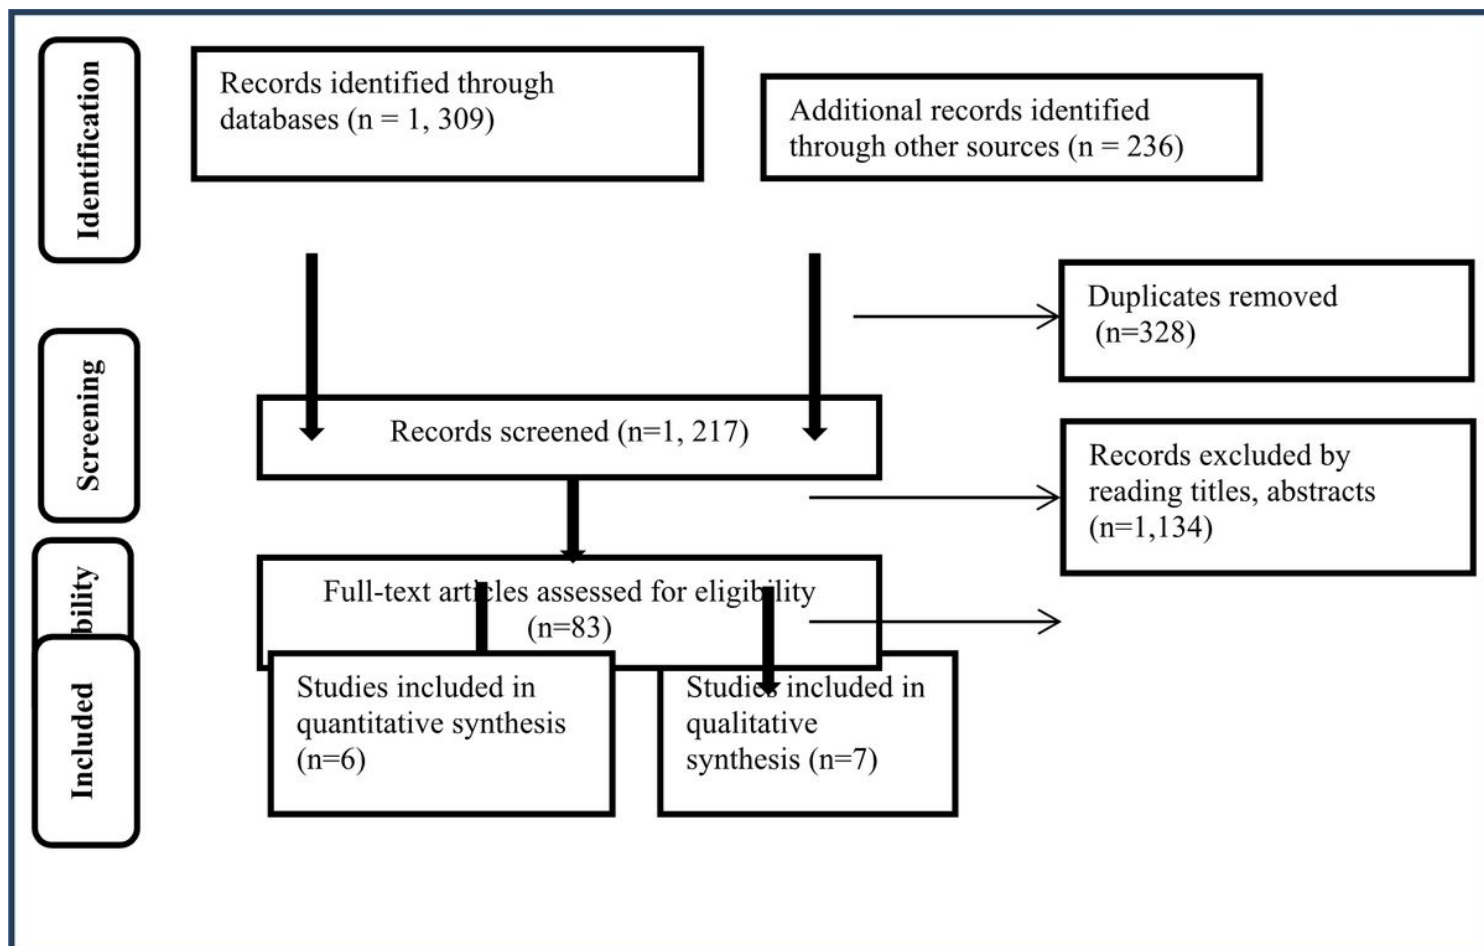 Identification
Records identified through
databases (n = 1, 309)
Additional records identified
through other sources (n = 236)
Duplicates removed
(n=328)
Screening
Records screened (n=1, 217)
Records excluded by
reading titles, abstracts
(n=1,134)
bility
Full-text articles assessed for eligibility
(n=83)
Included
Studies included in
quantitative synthesis
(n=6)
Studies included in
qualitative
synthesis (n=7)